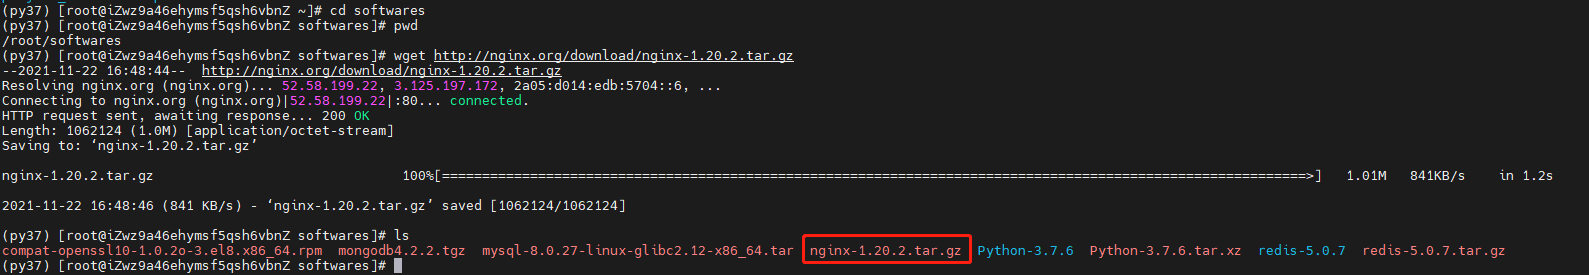 (py37) [root@iZwz9a46ehymsf5qsh6vbnZ ~]# cd softwares
(py37) [root@iZwz9a46ehymsf5qsh6vbnZ softwares]# pwd
/root/softwares
(py37) [root@iZwz9a46ehymsf5qsh6vbnZ softwares]# wget http://nginx.org/download/nginx-1.20.2.tar.gz
--2021-11-22 16:48:44--  http://nginx.org/download/nginx-1.20.2.tar.gz
Resolving nginx.org (nginx.org)... 52.58.199.22, 3.125.197.172, 2a05:d014:edb:5704::6, ...
Connecting to nginx.org (nginx.org)|52.58.199.22|:80... connected.
HTTP request sent, awaiting response... 200 OK
Length: 1062124 (1.0M) [application/octet-stream]
Saving to: ‘nginx-1.20.2.tar.gz’
nginx-1.20.2.tar.gz 100%[============================================================================================================>] 1.01M 841KB/s in 1.2s
2021-11-22 16:48:46 (841 KB/s) - ‘nginx-1.20.2.tar.gz’ saved [1062124/1062124]
(py37) [root@iZwz9a46ehymsf5qsh6vbnZ softwares]# ls
compat-openssl10-1.0.2o-3.el8.x86_64.rpm  mongodb4.2.2.tgz  mysql-8.0.27-linux-glibc2.12-x86_64.tar  nginx-1.20.2.tar.gz  Python-3.7.6  Python-3.7.6.tar.xz  redis-5.0.7  redis-5.0.7.tar.gz
(py37) [root@iZwz9a46ehymsf5qsh6vbnZ softwares]#